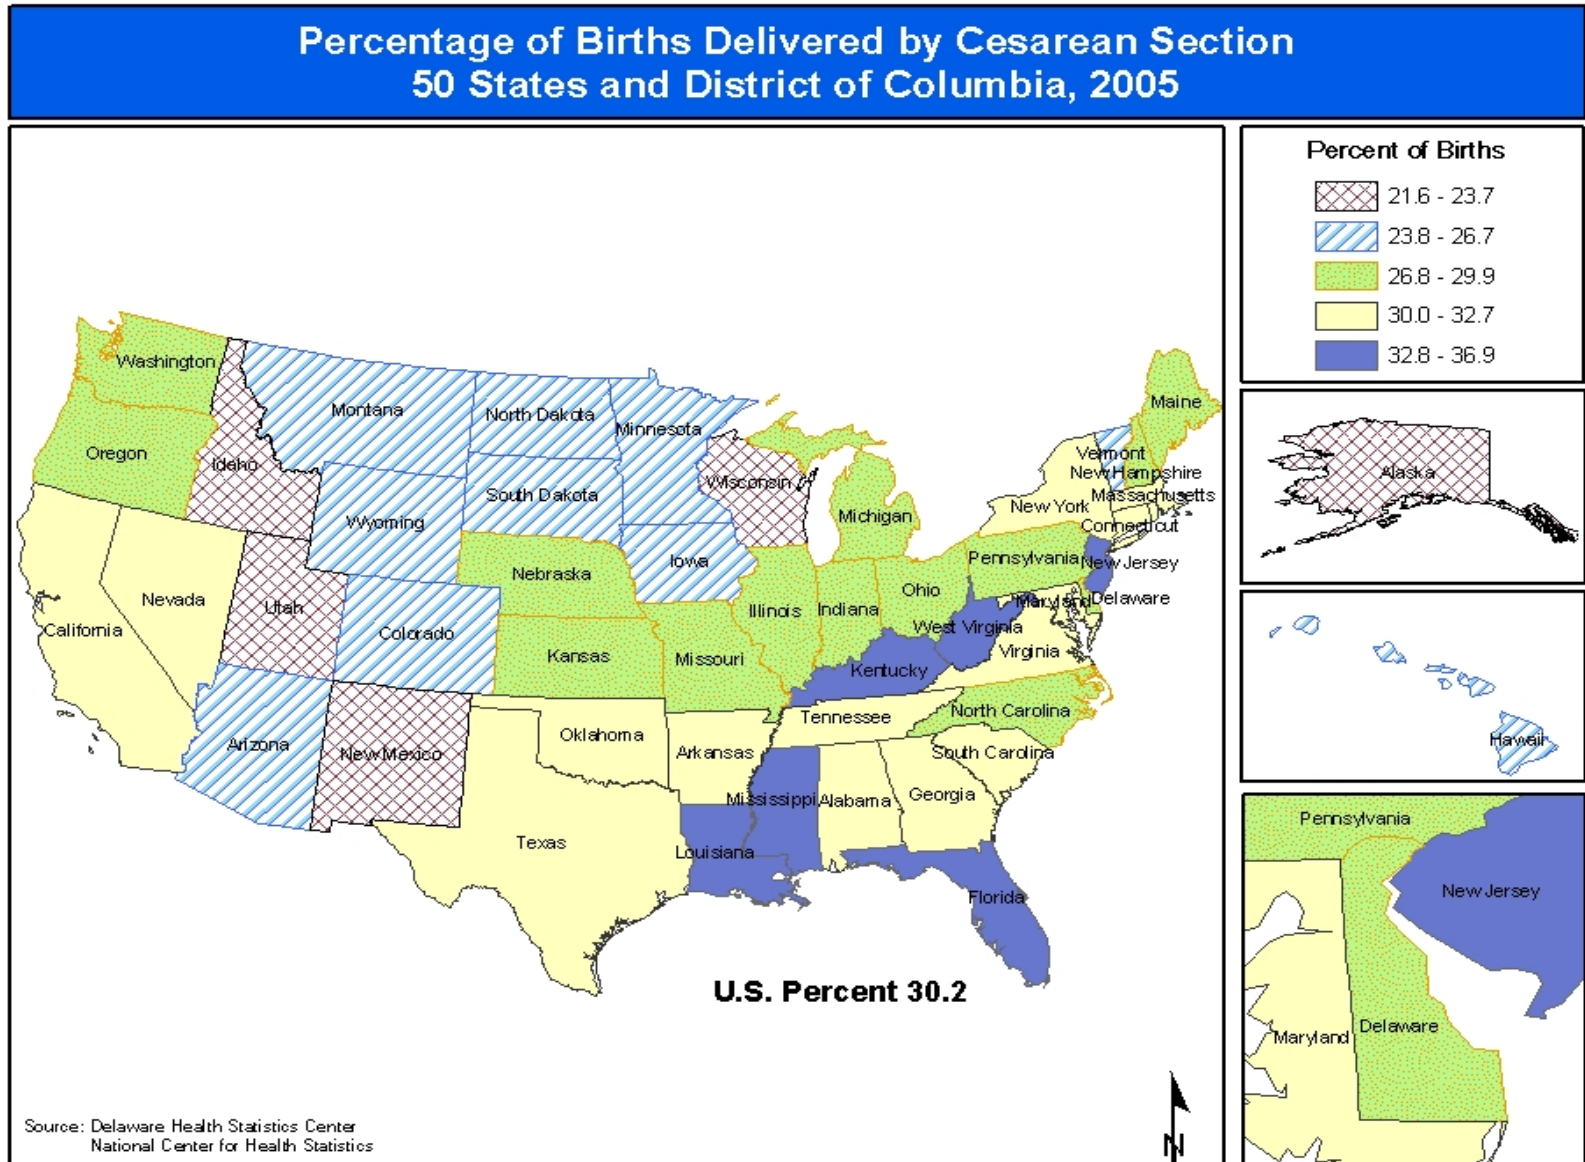 Percentage of Births Delivered by Cesarean Section
50 States and District of Columbia, 2005
Percent of Births
21.6 - 23.7
23.8 - 26.7
26.8 - 29.9
30.0 - 32.7
32.8 - 36.9
Washington
Oregon
Idaho
Montana
North Dakota
Minnesota
South Dakota
Wyoming
Wisconsin
Michigan
Maine
Vermont
New Hampshire
Massachusetts
New York
Connecticut
Pennsylvania
New Jersey
Iowa
Nebraska
Nevada
Utah
Colorado
California
Illinois
Indiana
Ohio
Maryland
Delaware
West Virginia
Virginia
Kansas
Missouri
Kentucky
North Carolina
Tennessee
Arizona
New Mexico
Oklahoma
Arkansas
South Carolina
Mississippi
Alabama
Georgia
Texas
Louisiana
Florida
U.S. Percent 30.2
Alaska
Hawaii
Pennsylvania
New Jersey
Maryland
Delaware
N
Source: Delaware Health Statistics Center
National Center for Health Statistics